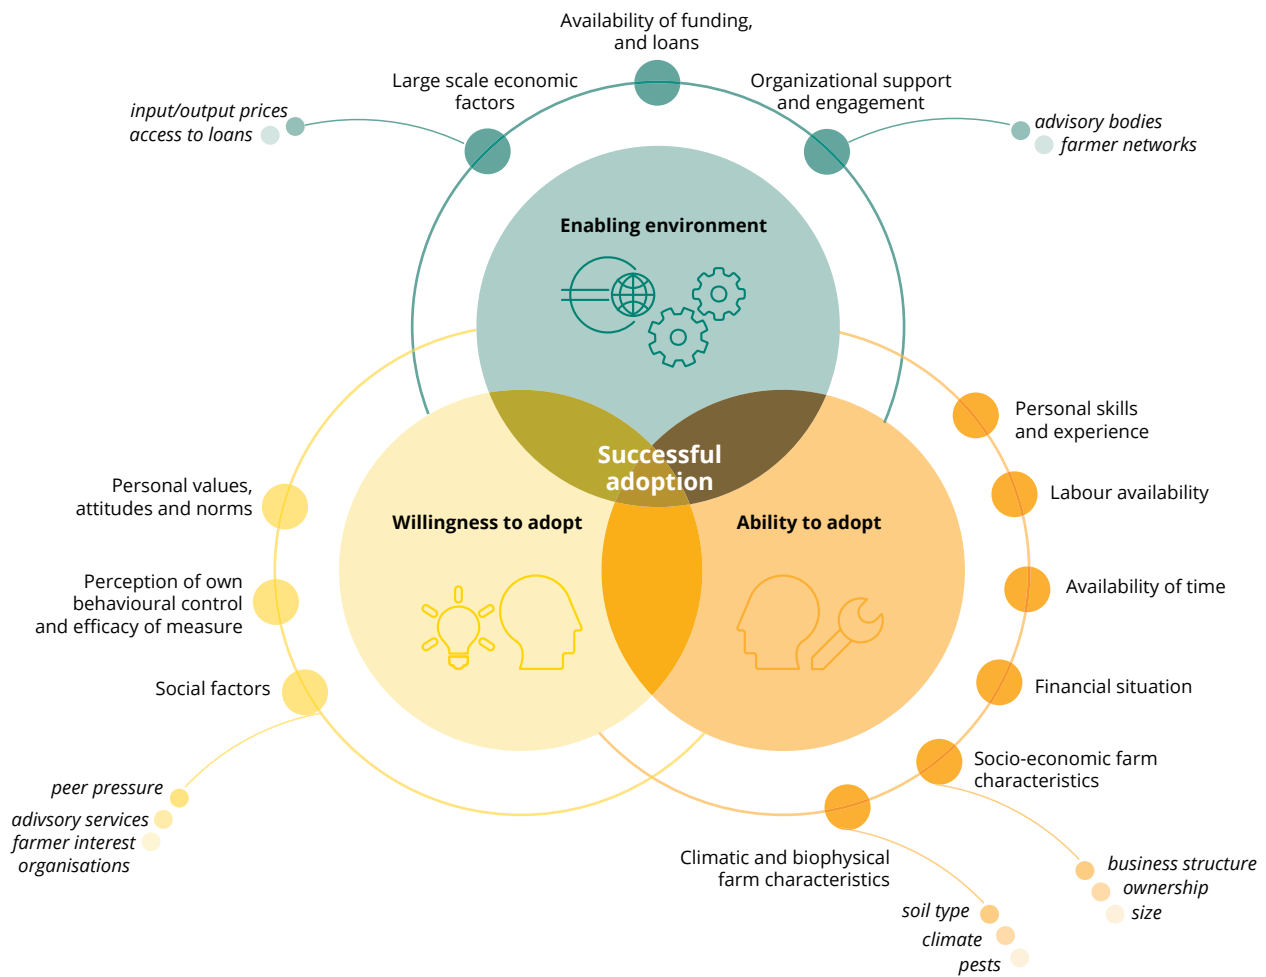 Availability of funding,
and loans
Large scale economic
factors
Organizational support
and engagement
input/output prices
access to loans
advisory bodies
farmer networks
Enabling environment
Personal skills
and experience
Successful
adoption
Labour availability
Personal values,
attitudes and norms
Willingness to adopt
Ability to adopt
Perception of own
behavioural control
and efficacy of measure
Availability of time
Social factors
Financial situation
Socio-economic farm
characteristics
peer pressure
adivsory services
farmer interest
organisations
Climatic and biophysical
farm characteristics
business structure
ownership
size
soil type
climate
pests